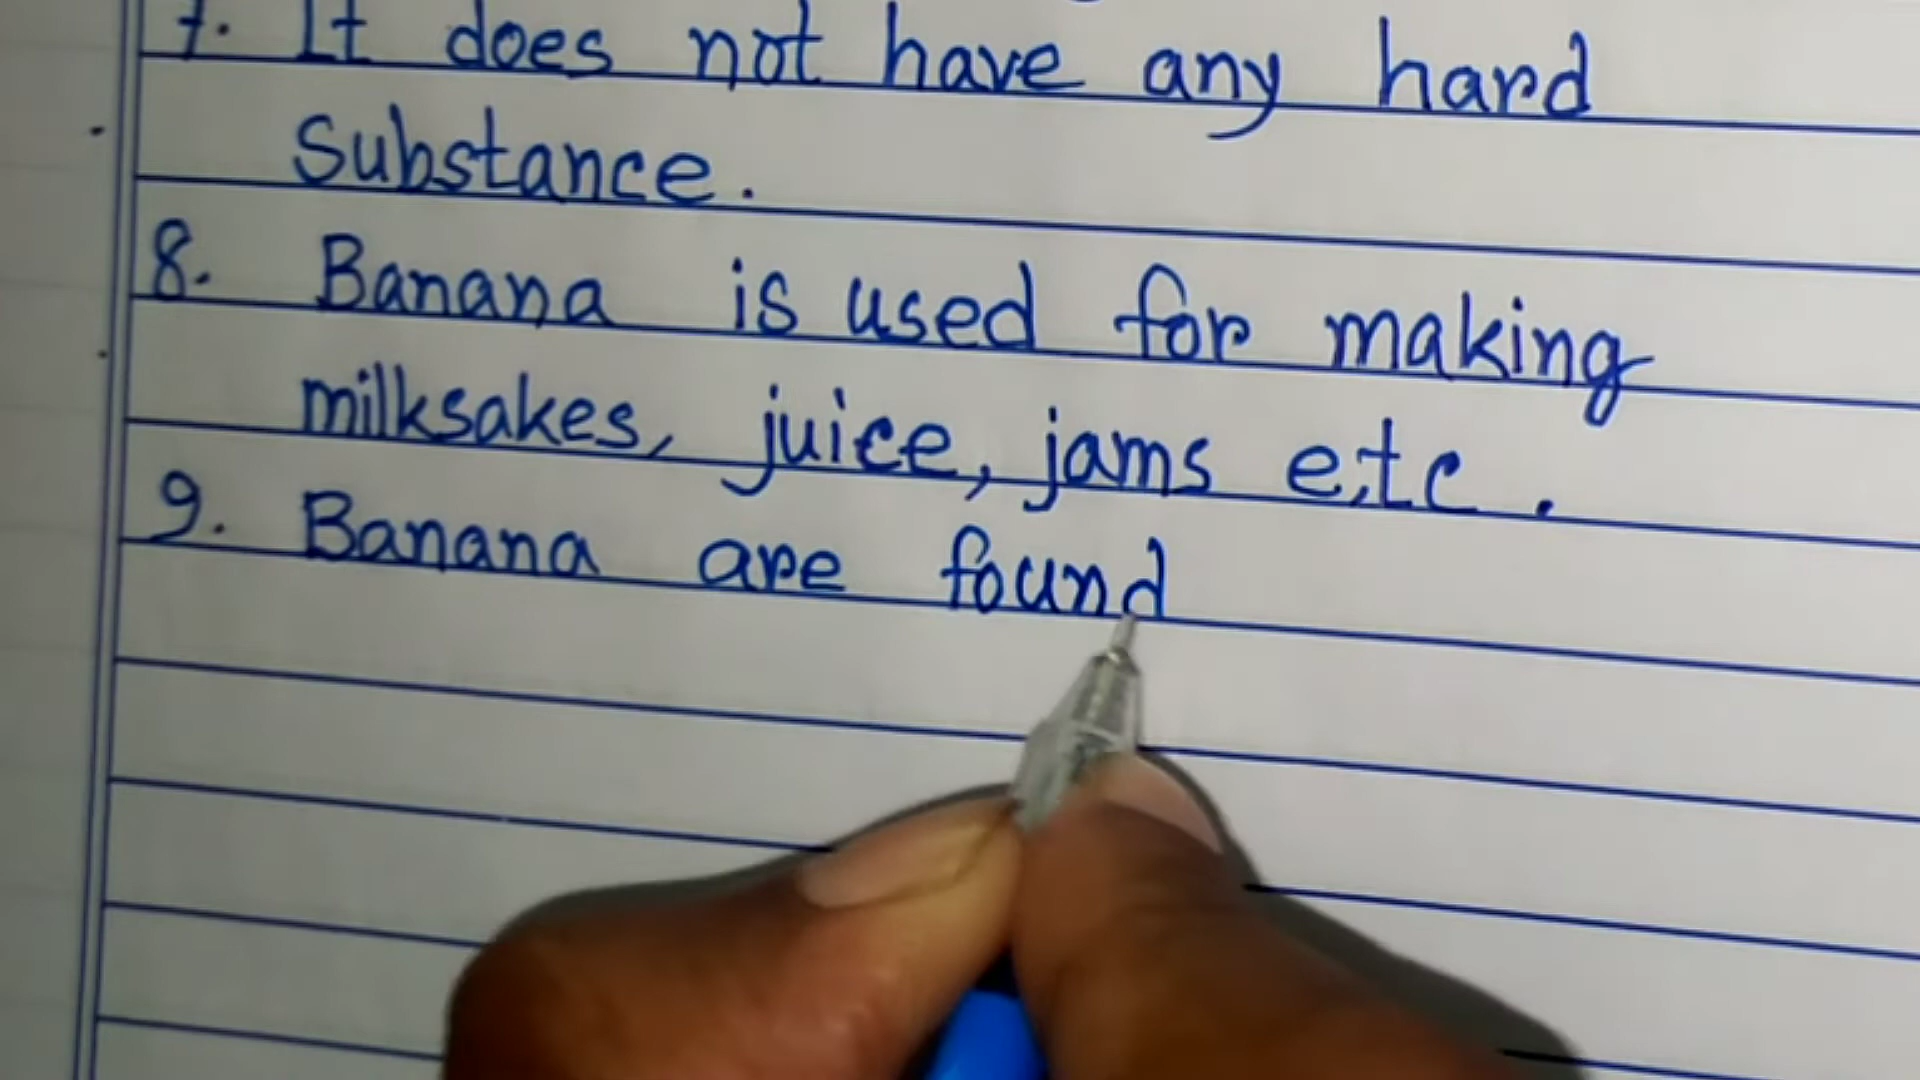 7. It does not have any hard
Substance.
8. Banana is used for making
milksakes, juice, jams etc.
9. Banana are found